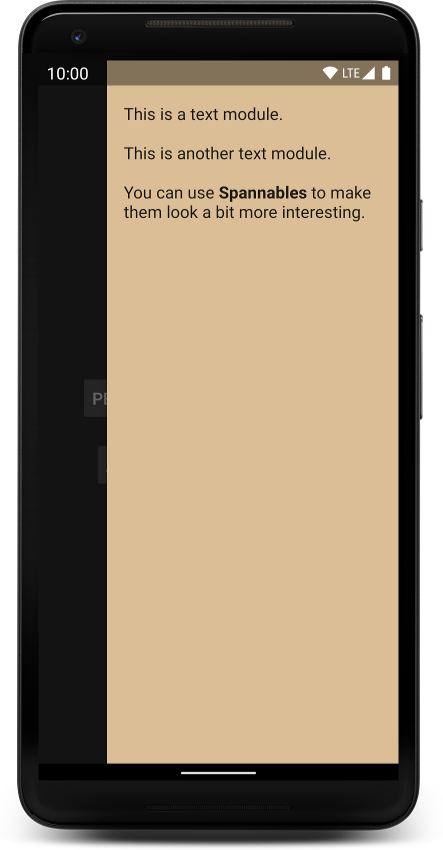 10:00 LTE
This is a text module.
This is another text module.
You can use Spannables to make
them look a bit more interesting.